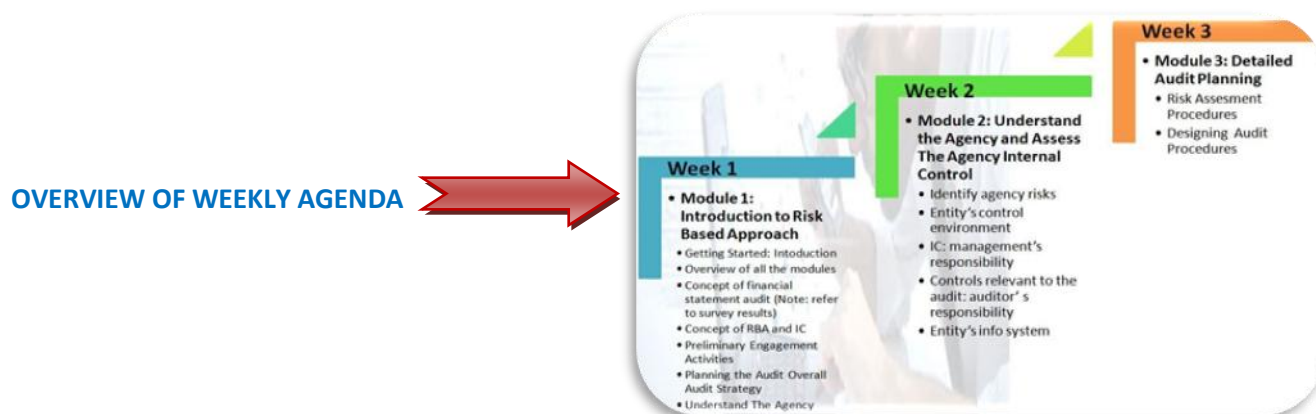 OVERVIEW OF WEEKLY AGENDA
Week 1
• Module 1:
Introduction to Risk
Based Approach
• Getting Started: Intoduction
• Overview of all the modules
• Concept of financial
statement audit (Note: refer
to survey results)
• Concept of RBA and IC
• Preliminary Engagement
Activities
• Planning the Audit Overall
Audit Strategy
• Understand The Agency
Week 2
• Module 2: Understand
the Agency and Assess
The Agency Internal
Control
• Identify agency risks
• Entity's control
environment
• IC: management's
responsibility
• Controls relevant to the
audit: auditor' s
responsibility
• Entity's info system
Week 3
• Module 3: Detailed
Audit Planning
• Risk Assesment
Procedures
• Designing Audit
Procedures